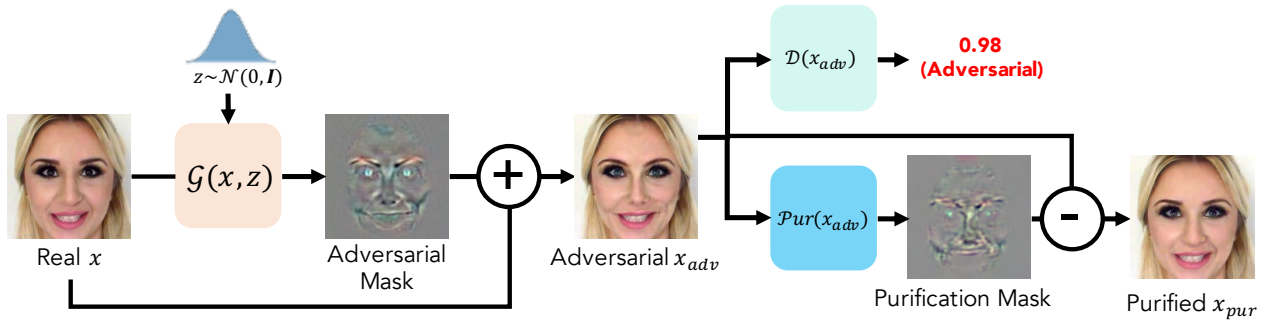 z~𝒩(0, I)
𝒢(x, z)
Real x
Adversarial
Mask
+
Adversarial x_adv
𝒟(x_adv)
0.98
(Adversarial)
𝒫ur(x_adv)
Purification Mask
-
Purified x_pur